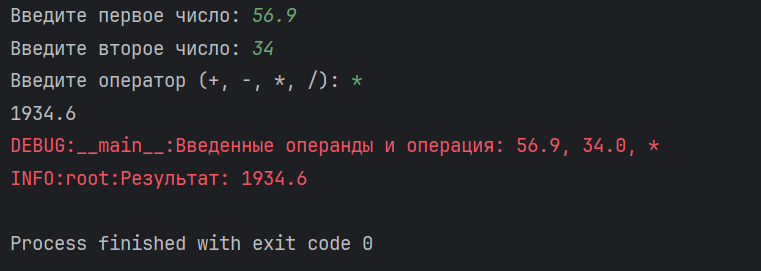 Введите первое число: 56.9
Введите второе число: 34
Введите оператор (+, -, *, /): *
1934.6
DEBUG:__main__:Введенные операнды и операция: 56.9, 34.0, *
INFO:root:Результат: 1934.6
Process finished with exit code 0